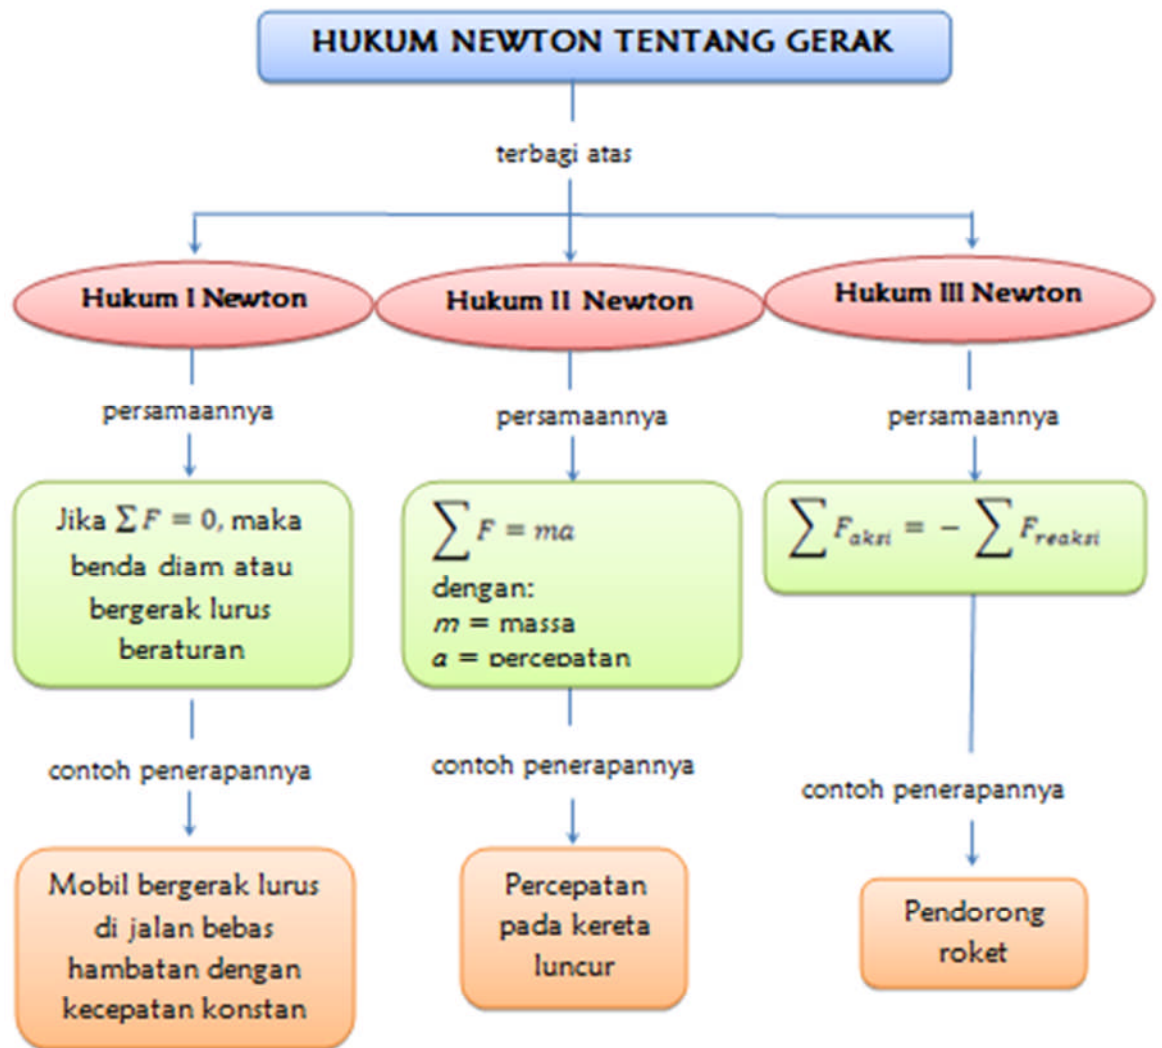 HUKUM NEWTON TENTANG GERAK
terbagi atas
Hukum I Newton
Hukum II Newton
Hukum III Newton
persamaannya
persamaannya
persamaannya
Jika ∑ F = 0, maka
benda diam atau
bergerak lurus
beraturan
∑ F = ma
dengan:
m = massa
a = percepatan
∑ F aksi = − ∑ F reaksi
contoh penerapannya
contoh penerapannya
contoh penerapannya
Mobil bergerak lurus
di jalan bebas
hambatan dengan
kecepatan konstan
Percepatan
pada kereta
luncur
Pendorong
roket